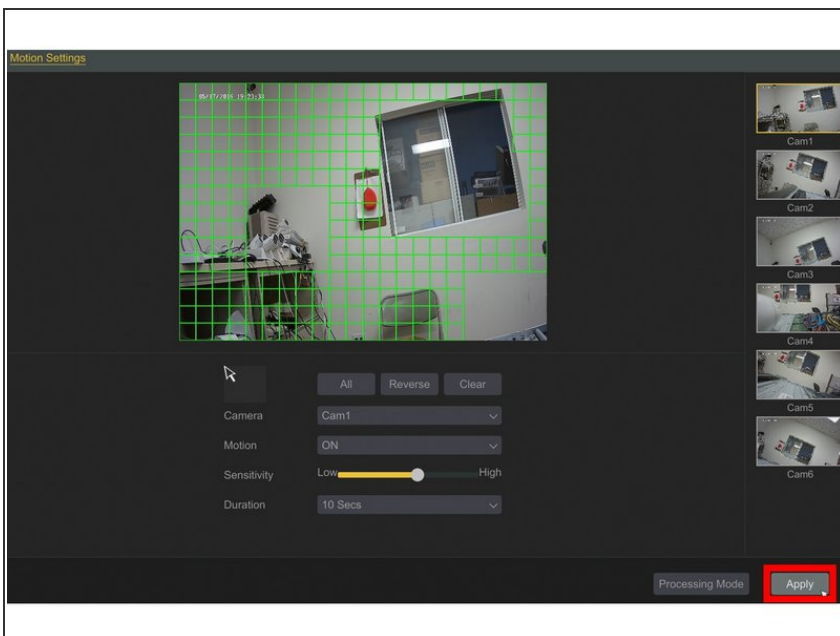 Motion Settings
Cam1
Cam2
Cam3
Cam4
Cam5
Cam6
All Reverse Clear
Camera Cam1
Motion ON
Sensitivity Low High
Duration 10 Secs
Processing Mode Apply